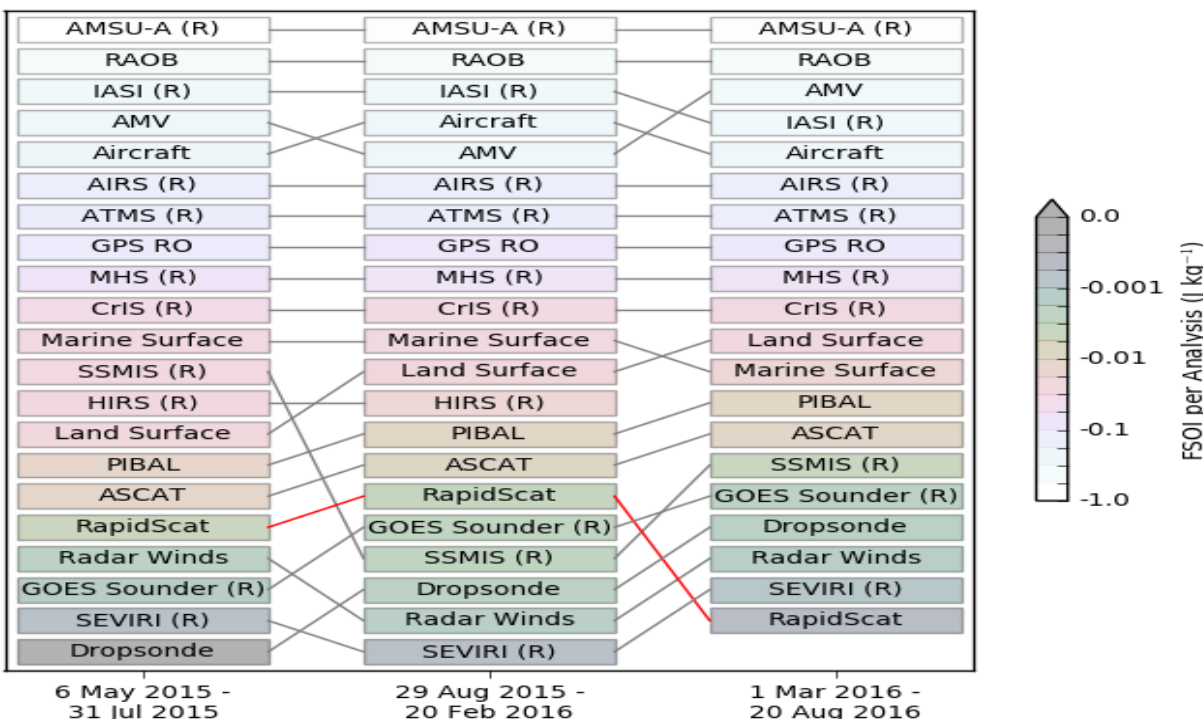 AMSU-A (R) AMSU-A (R) AMSU-A (R)
RAOB RAOB RAOB
IASI (R) IASI (R) AMV
AMV Aircraft IASI (R)
Aircraft AMV Aircraft
AIRS (R) AIRS (R) AIRS (R)
ATMS (R) ATMS (R) ATMS (R)
GPS RO GPS RO GPS RO
MHS (R) MHS (R) MHS (R)
CrIS (R) CrIS (R) CrIS (R)
Marine Surface Marine Surface Land Surface
SSMIS (R) Land Surface Marine Surface
HIRS (R) HIRS (R) PIBAL
Land Surface PIBAL ASCAT
PIBAL ASCAT SSMIS (R)
ASCAT RapidScat GOES Sounder (R)
RapidScat GOES Sounder (R) Dropsonde
Radar Winds SSMIS (R) Radar Winds
GOES Sounder (R) Dropsonde SEVIRI (R)
SEVIRI (R) Radar Winds RapidScat
Dropsonde SEVIRI (R)
6 May 2015 - 29 Aug 2015 - 1 Mar 2016 -
31 Jul 2015 20 Feb 2016 20 Aug 2016
0.0
-0.001
-0.01
-0.1
-1.0
FSOI per Analysis (J kg⁻¹)